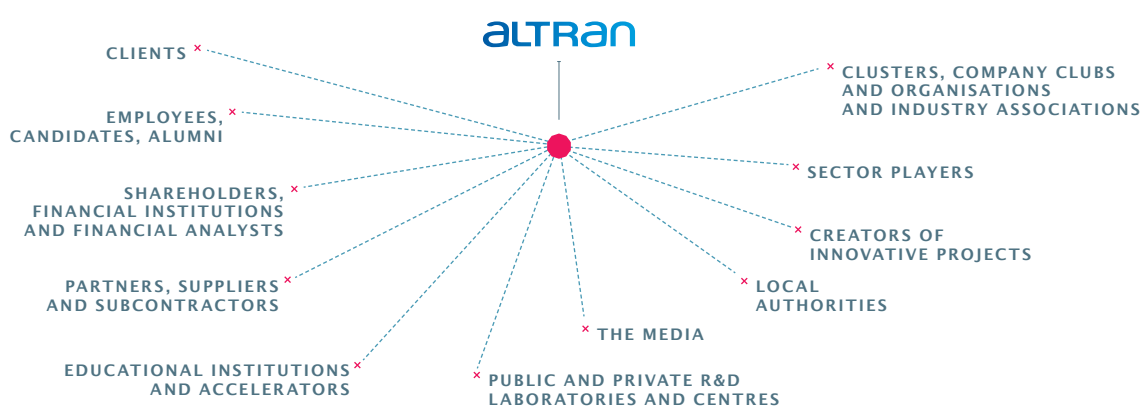 aLTRan
CLIENTS
EMPLOYEES,
CANDIDATES, ALUMNI
SHAREHOLDERS,
FINANCIAL INSTITUTIONS
AND FINANCIAL ANALYSTS
PARTNERS, SUPPLIERS
AND SUBCONTRACTORS
EDUCATIONAL INSTITUTIONS
AND ACCELERATORS
PUBLIC AND PRIVATE R&D
LABORATORIES AND CENTRES
THE MEDIA
LOCAL
AUTHORITIES
CREATORS OF
INNOVATIVE PROJECTS
SECTOR PLAYERS
CLUSTERS, COMPANY CLUBS
AND ORGANISATIONS
AND INDUSTRY ASSOCIATIONS